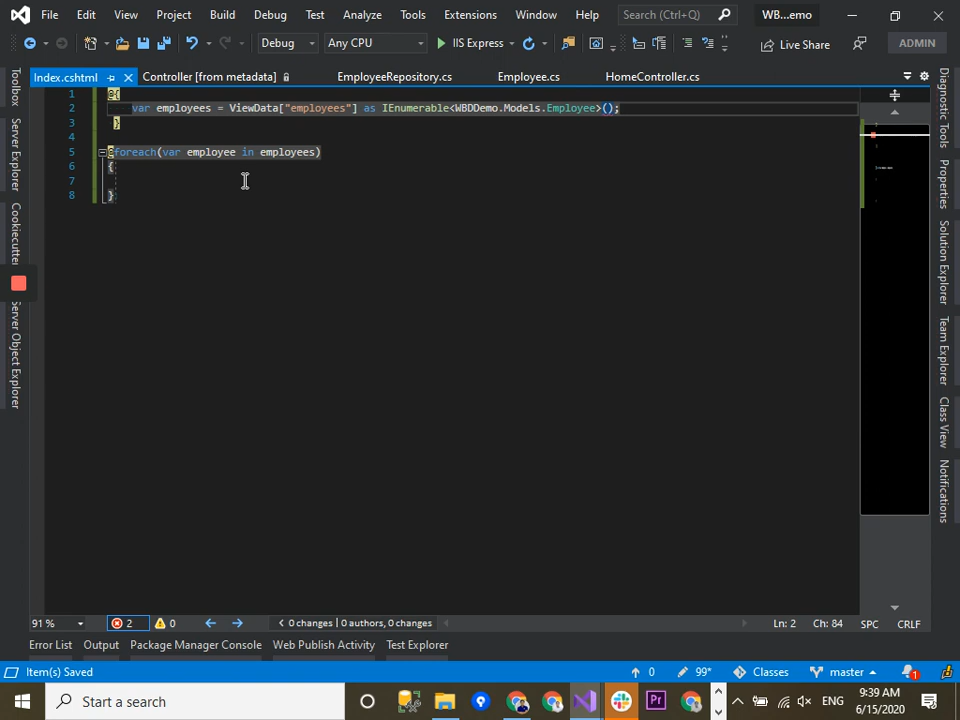 File Edit View Project Build Debug Test Analyze Tools Extensions Window Help Search (Ctrl+Q) WB...emo
Debug Any CPU IIS Express Live Share ADMIN
Index.cshtml Controller [from metadata] EmployeeRepository.cs Employee.cs HomeController.cs
1 @{
2 var employees = ViewData["employees"] as IEnumerable<WBDDemo.Models.Employee>();
3 }
4
5 @foreach(var employee in employees)
6 {
7
8 }
Toolbox
Server Explorer
Cookiecutter
Server Object Explorer
Diagnostic Tools
Properties
Solution Explorer
Team Explorer
Class View
Notifications
91 % 2 0 0 changes | 0 authors, 0 changes Ln: 2 Ch: 84 SPC CRLF
Error List Output Package Manager Console Web Publish Activity Test Explorer
Item(s) Saved 0 99* Classes master 1
Start a search Pr ENG 9:39 AM
6/15/2020